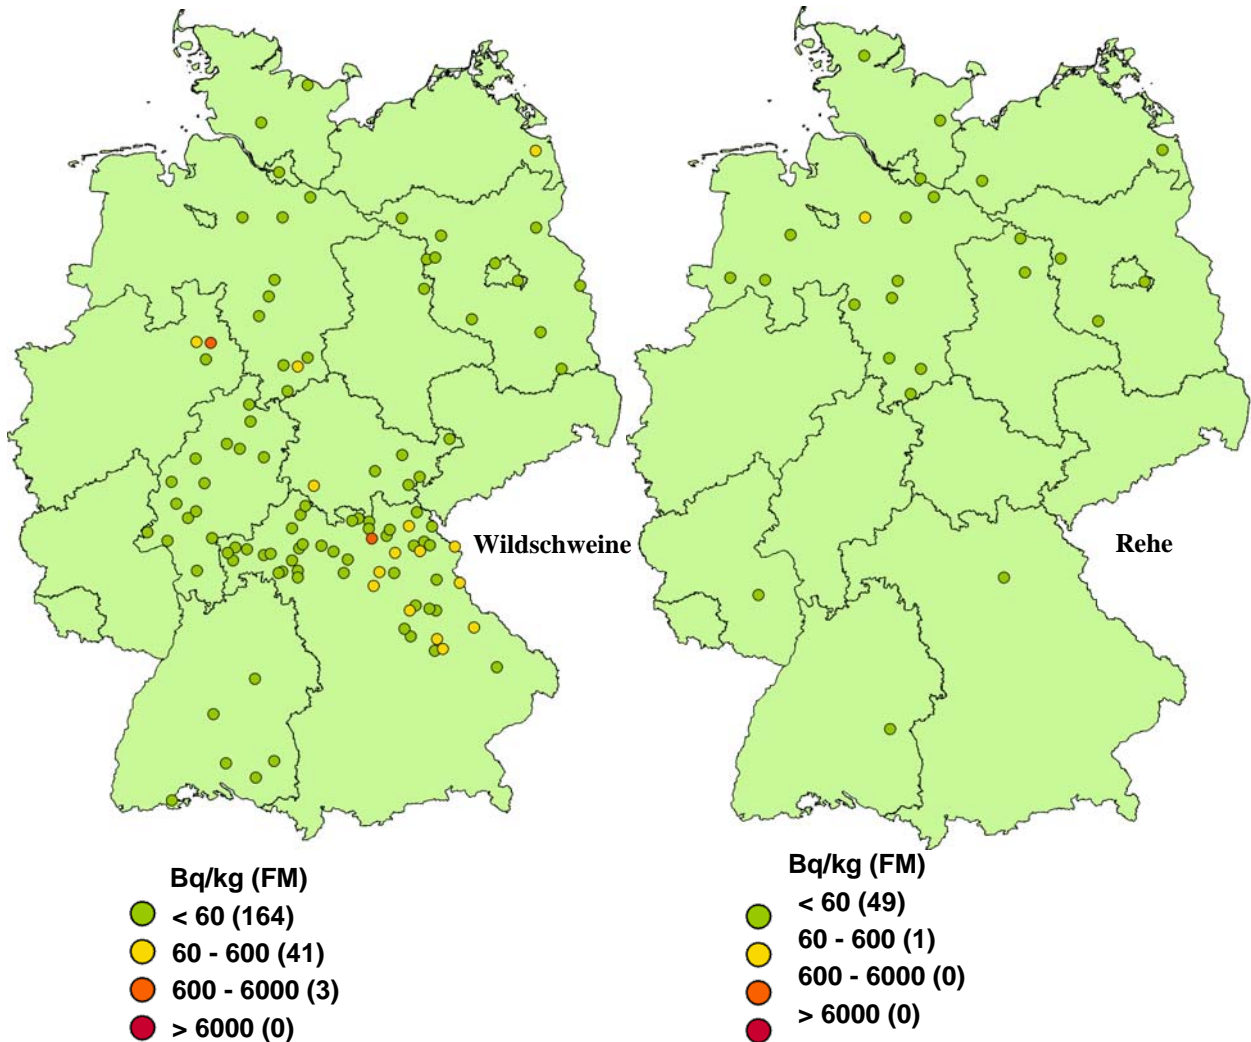 Wildschweine
Rehe
Bq/kg (FM)
< 60 (164)
60 - 600 (41)
600 - 6000 (3)
> 6000 (0)
Bq/kg (FM)
< 60 (49)
60 - 600 (1)
600 - 6000 (0)
> 6000 (0)